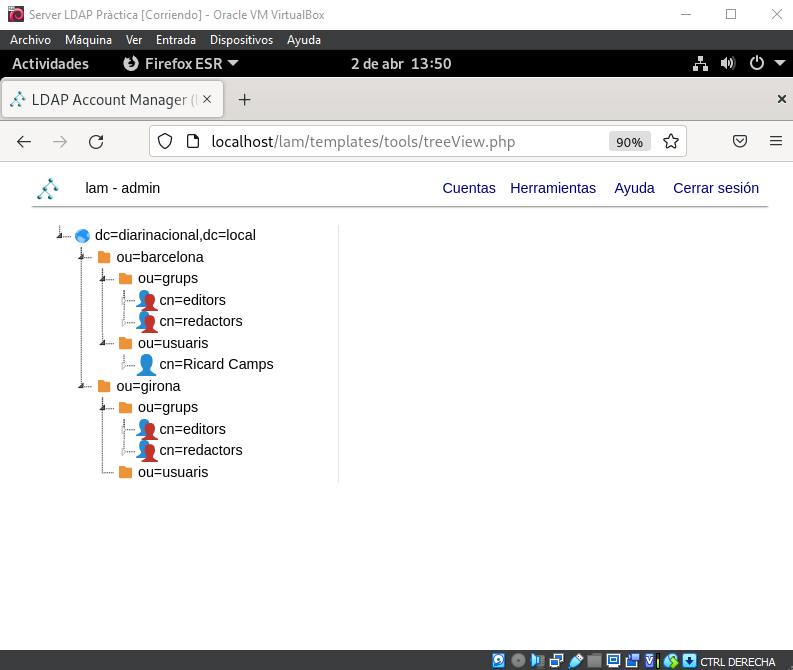 Server LDAP Pràctica [Corriendo] - Oracle VM VirtualBox
Archivo Máquina Ver Entrada Dispositivos Ayuda
Actividades Firefox ESR 2 de abr 13:50
LDAP Account Manager (
localhost/lam/templates/tools/treeView.php 90%
lam - admin Cuentas Herramientas Ayuda Cerrar sesión
dc=diarinacional,dc=local
ou=barcelona
ou=grups
cn=editors
cn=redactors
ou=usuaris
cn=Ricard Camps
ou=girona
ou=grups
cn=editors
cn=redactors
ou=usuaris
CTRL DERECHA